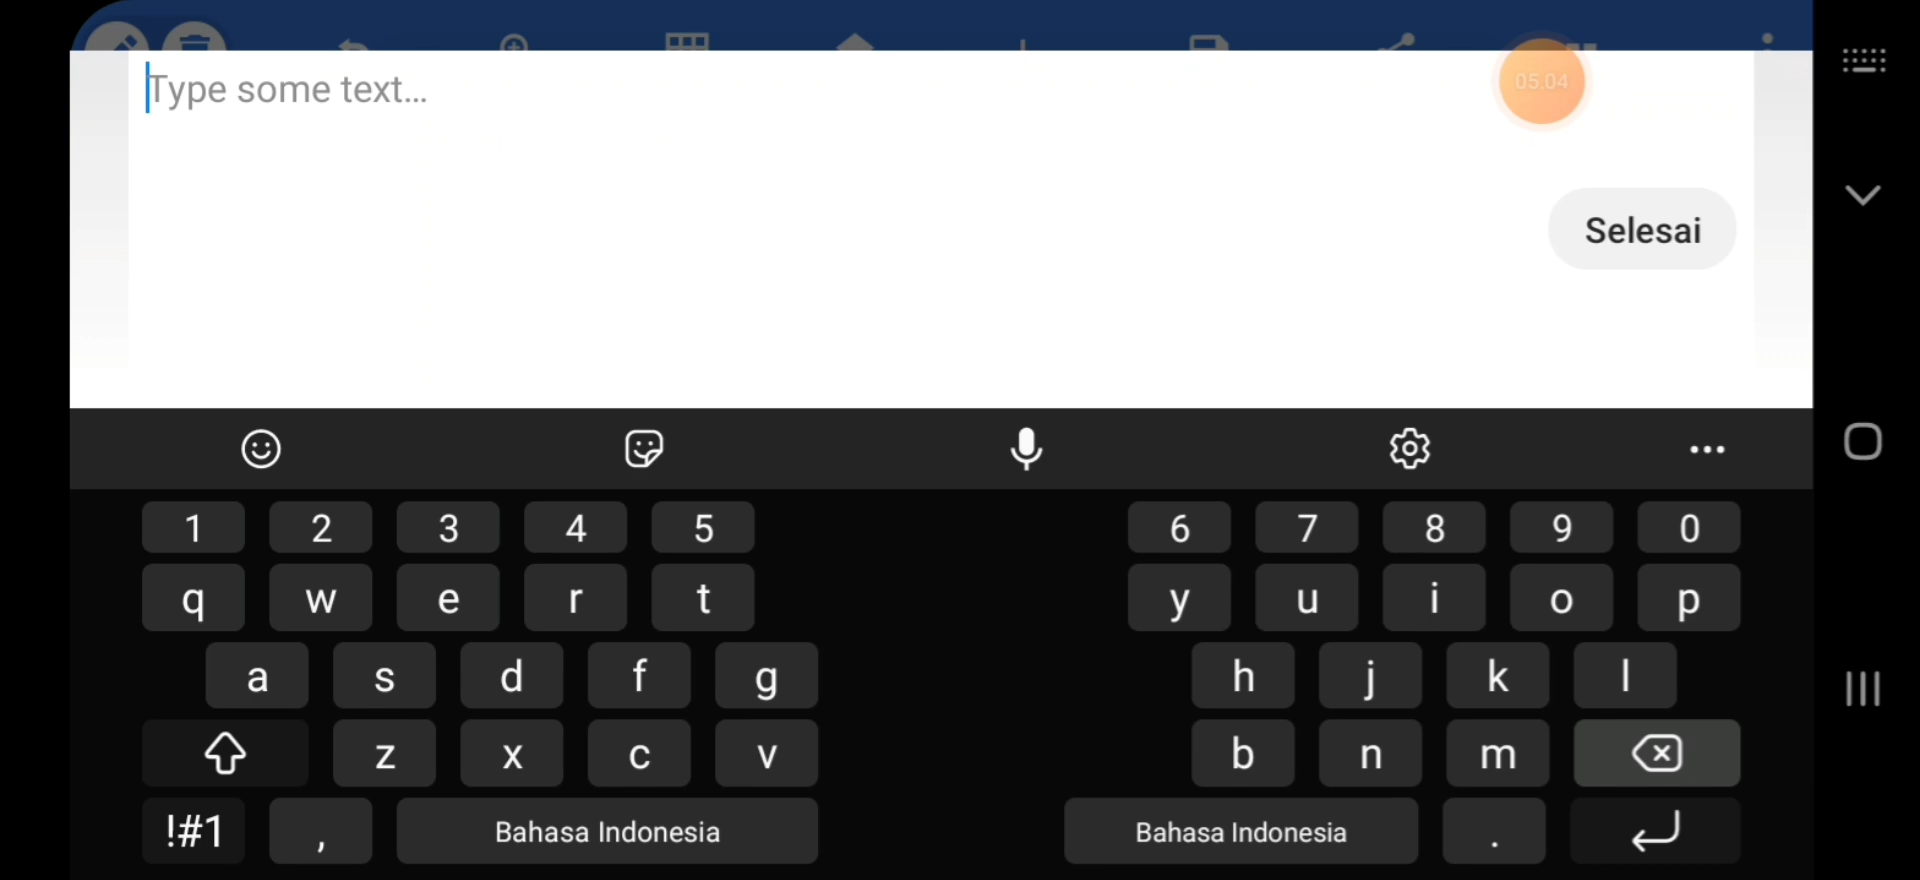 Type some text...
05.04
Selesai
1 2 3 4 5 6 7 8 9 0
q w e r t y u i o p
a s d f g h j k l
z x c v b n m
!#1 , Bahasa Indonesia Bahasa Indonesia .